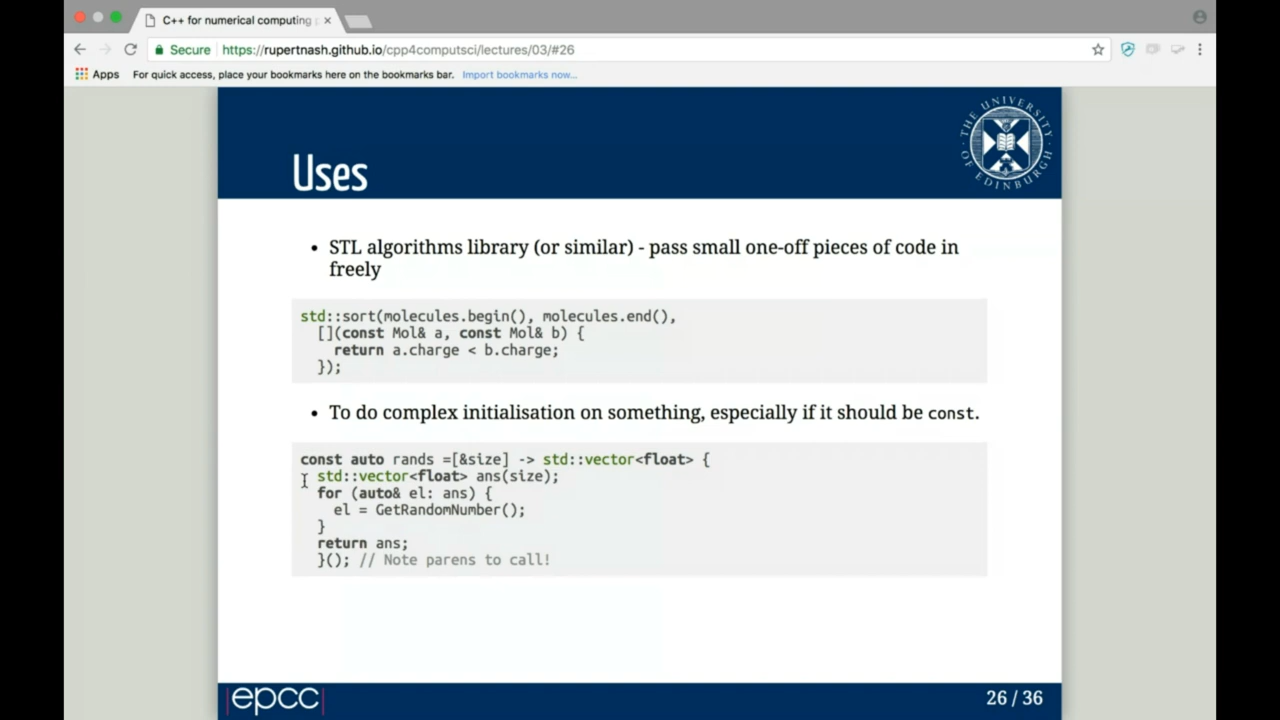 C++ for numerical computing
Secure https://rupertnash.github.io/cpp4computsci/lectures/03/#26
Apps For quick access, place your bookmarks here on the bookmarks bar. Import bookmarks now...
THE UNIVERSITY OF EDINBURGH
Uses
• STL algorithms library (or similar) - pass small one-off pieces of code in
freely
std::sort(molecules.begin(), molecules.end(),
[](const Mol& a, const Mol& b) {
return a.charge < b.charge;
});
• To do complex initialisation on something, especially if it should be const.
const auto rands =[&size] -> std::vector<float> {
std::vector<float> ans(size);
for (auto& el: ans) {
el = GetRandomNumber();
}
return ans;
}(); // Note parens to call!
|epcc|
26 / 36